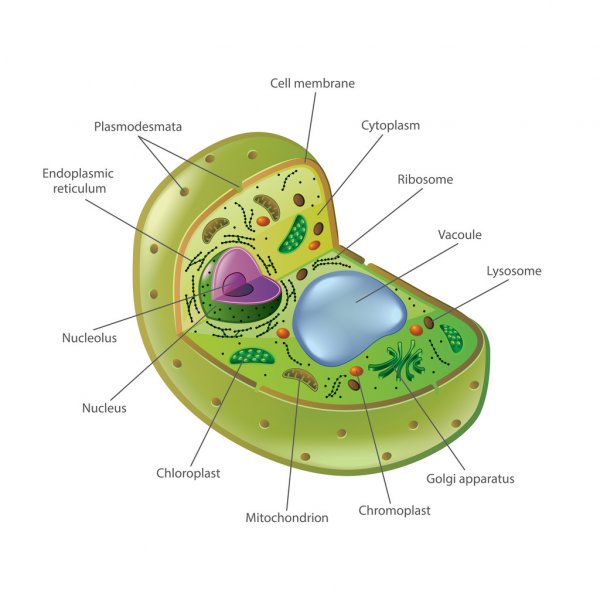 Cell membrane
Plasmodesmata
Cytoplasm
Endoplasmic
reticulum
Ribosome
Vacoule
Lysosome
Nucleolus
Nucleus
Chloroplast
Golgi apparatus
Mitochondrion
Chromoplast